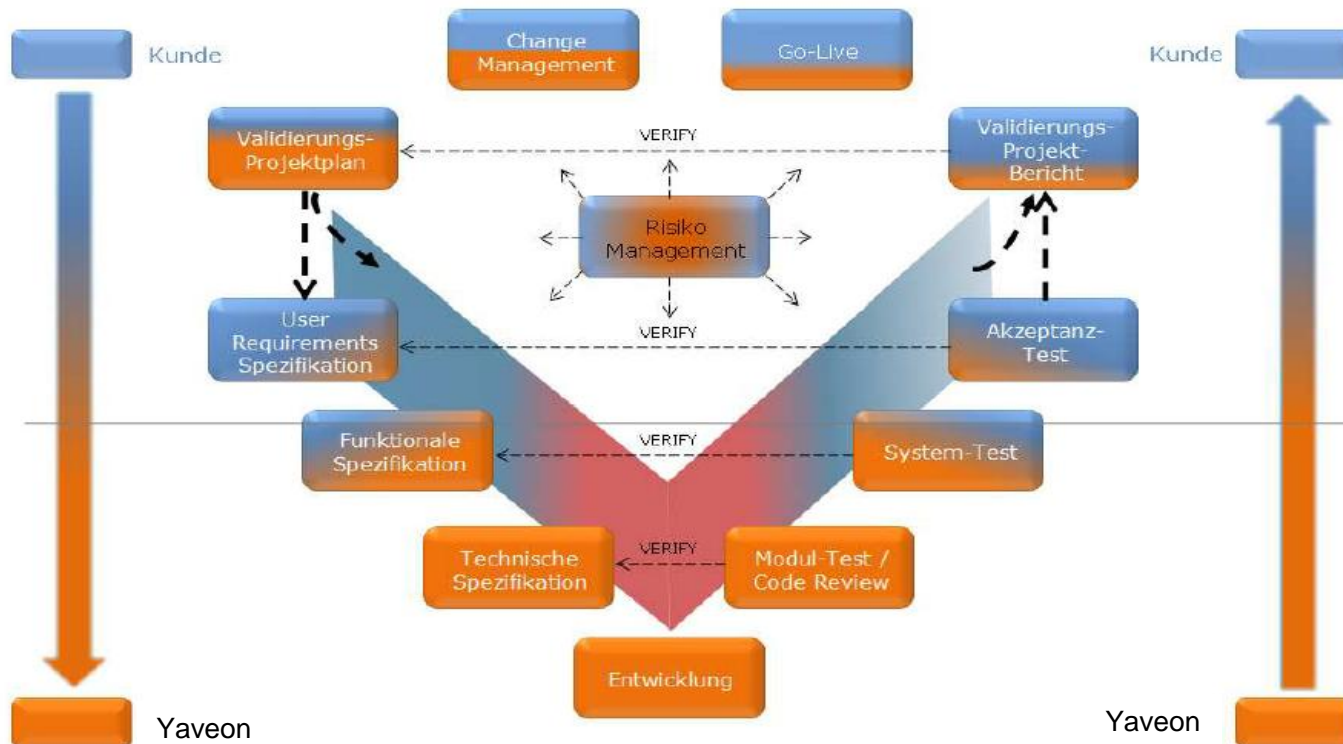 Kunde
Change
Management
Go-Live
Kunde
Validierungs-
Projektplan
VERIFY
Validierungs-
Projekt-
Bericht
Risiko
Management
User
Requirements
Spezifikation
VERIFY
Akzeptanz-
Test
Funktionale
Spezifikation
VERIFY
System-Test
Technische
Spezifikation
VERIFY
Modul-Test /
Code Review
Entwicklung
Yaveon
Yaveon